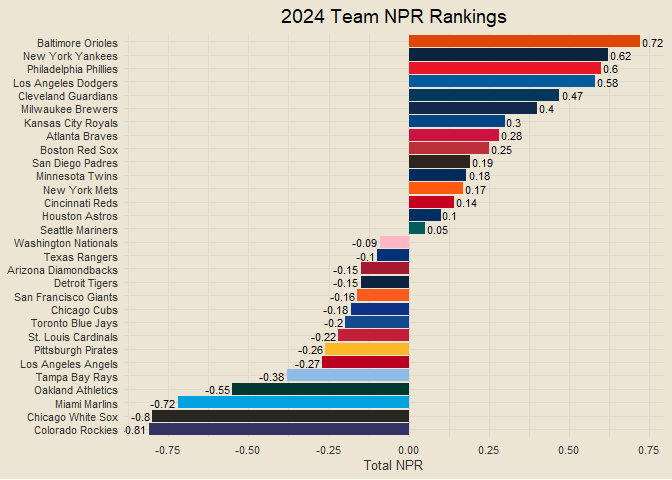 2024 Team NPR Rankings
Baltimore Orioles 0.72
New York Yankees 0.62
Philadelphia Phillies 0.6
Los Angeles Dodgers 0.58
Cleveland Guardians 0.47
Milwaukee Brewers 0.4
Kansas City Royals 0.3
Atlanta Braves 0.28
Boston Red Sox 0.25
San Diego Padres 0.19
Minnesota Twins 0.18
New York Mets 0.17
Cincinnati Reds 0.14
Houston Astros 0.1
Seattle Mariners 0.05
Washington Nationals -0.09
Texas Rangers -0.1
Arizona Diamondbacks -0.15
Detroit Tigers -0.15
San Francisco Giants -0.16
Chicago Cubs -0.18
Toronto Blue Jays -0.2
St. Louis Cardinals -0.22
Pittsburgh Pirates -0.26
Los Angeles Angels -0.27
Tampa Bay Rays -0.38
Oakland Athletics -0.55
Miami Marlins -0.72
Chicago White Sox -0.8
Colorado Rockies -0.81
-0.75 -0.50 -0.25 0.00 0.25 0.50 0.75
Total NPR